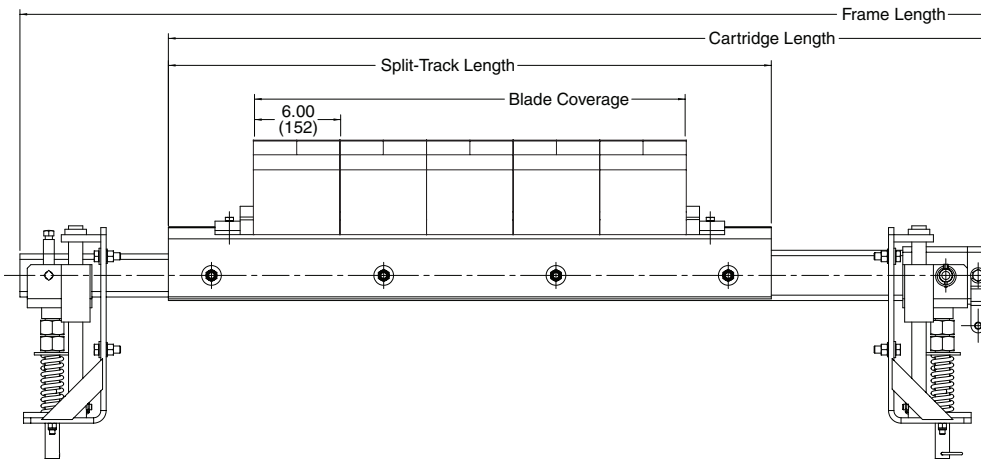 Frame Length
Cartridge Length
Split-Track Length
Blade Coverage
6.00
(152)